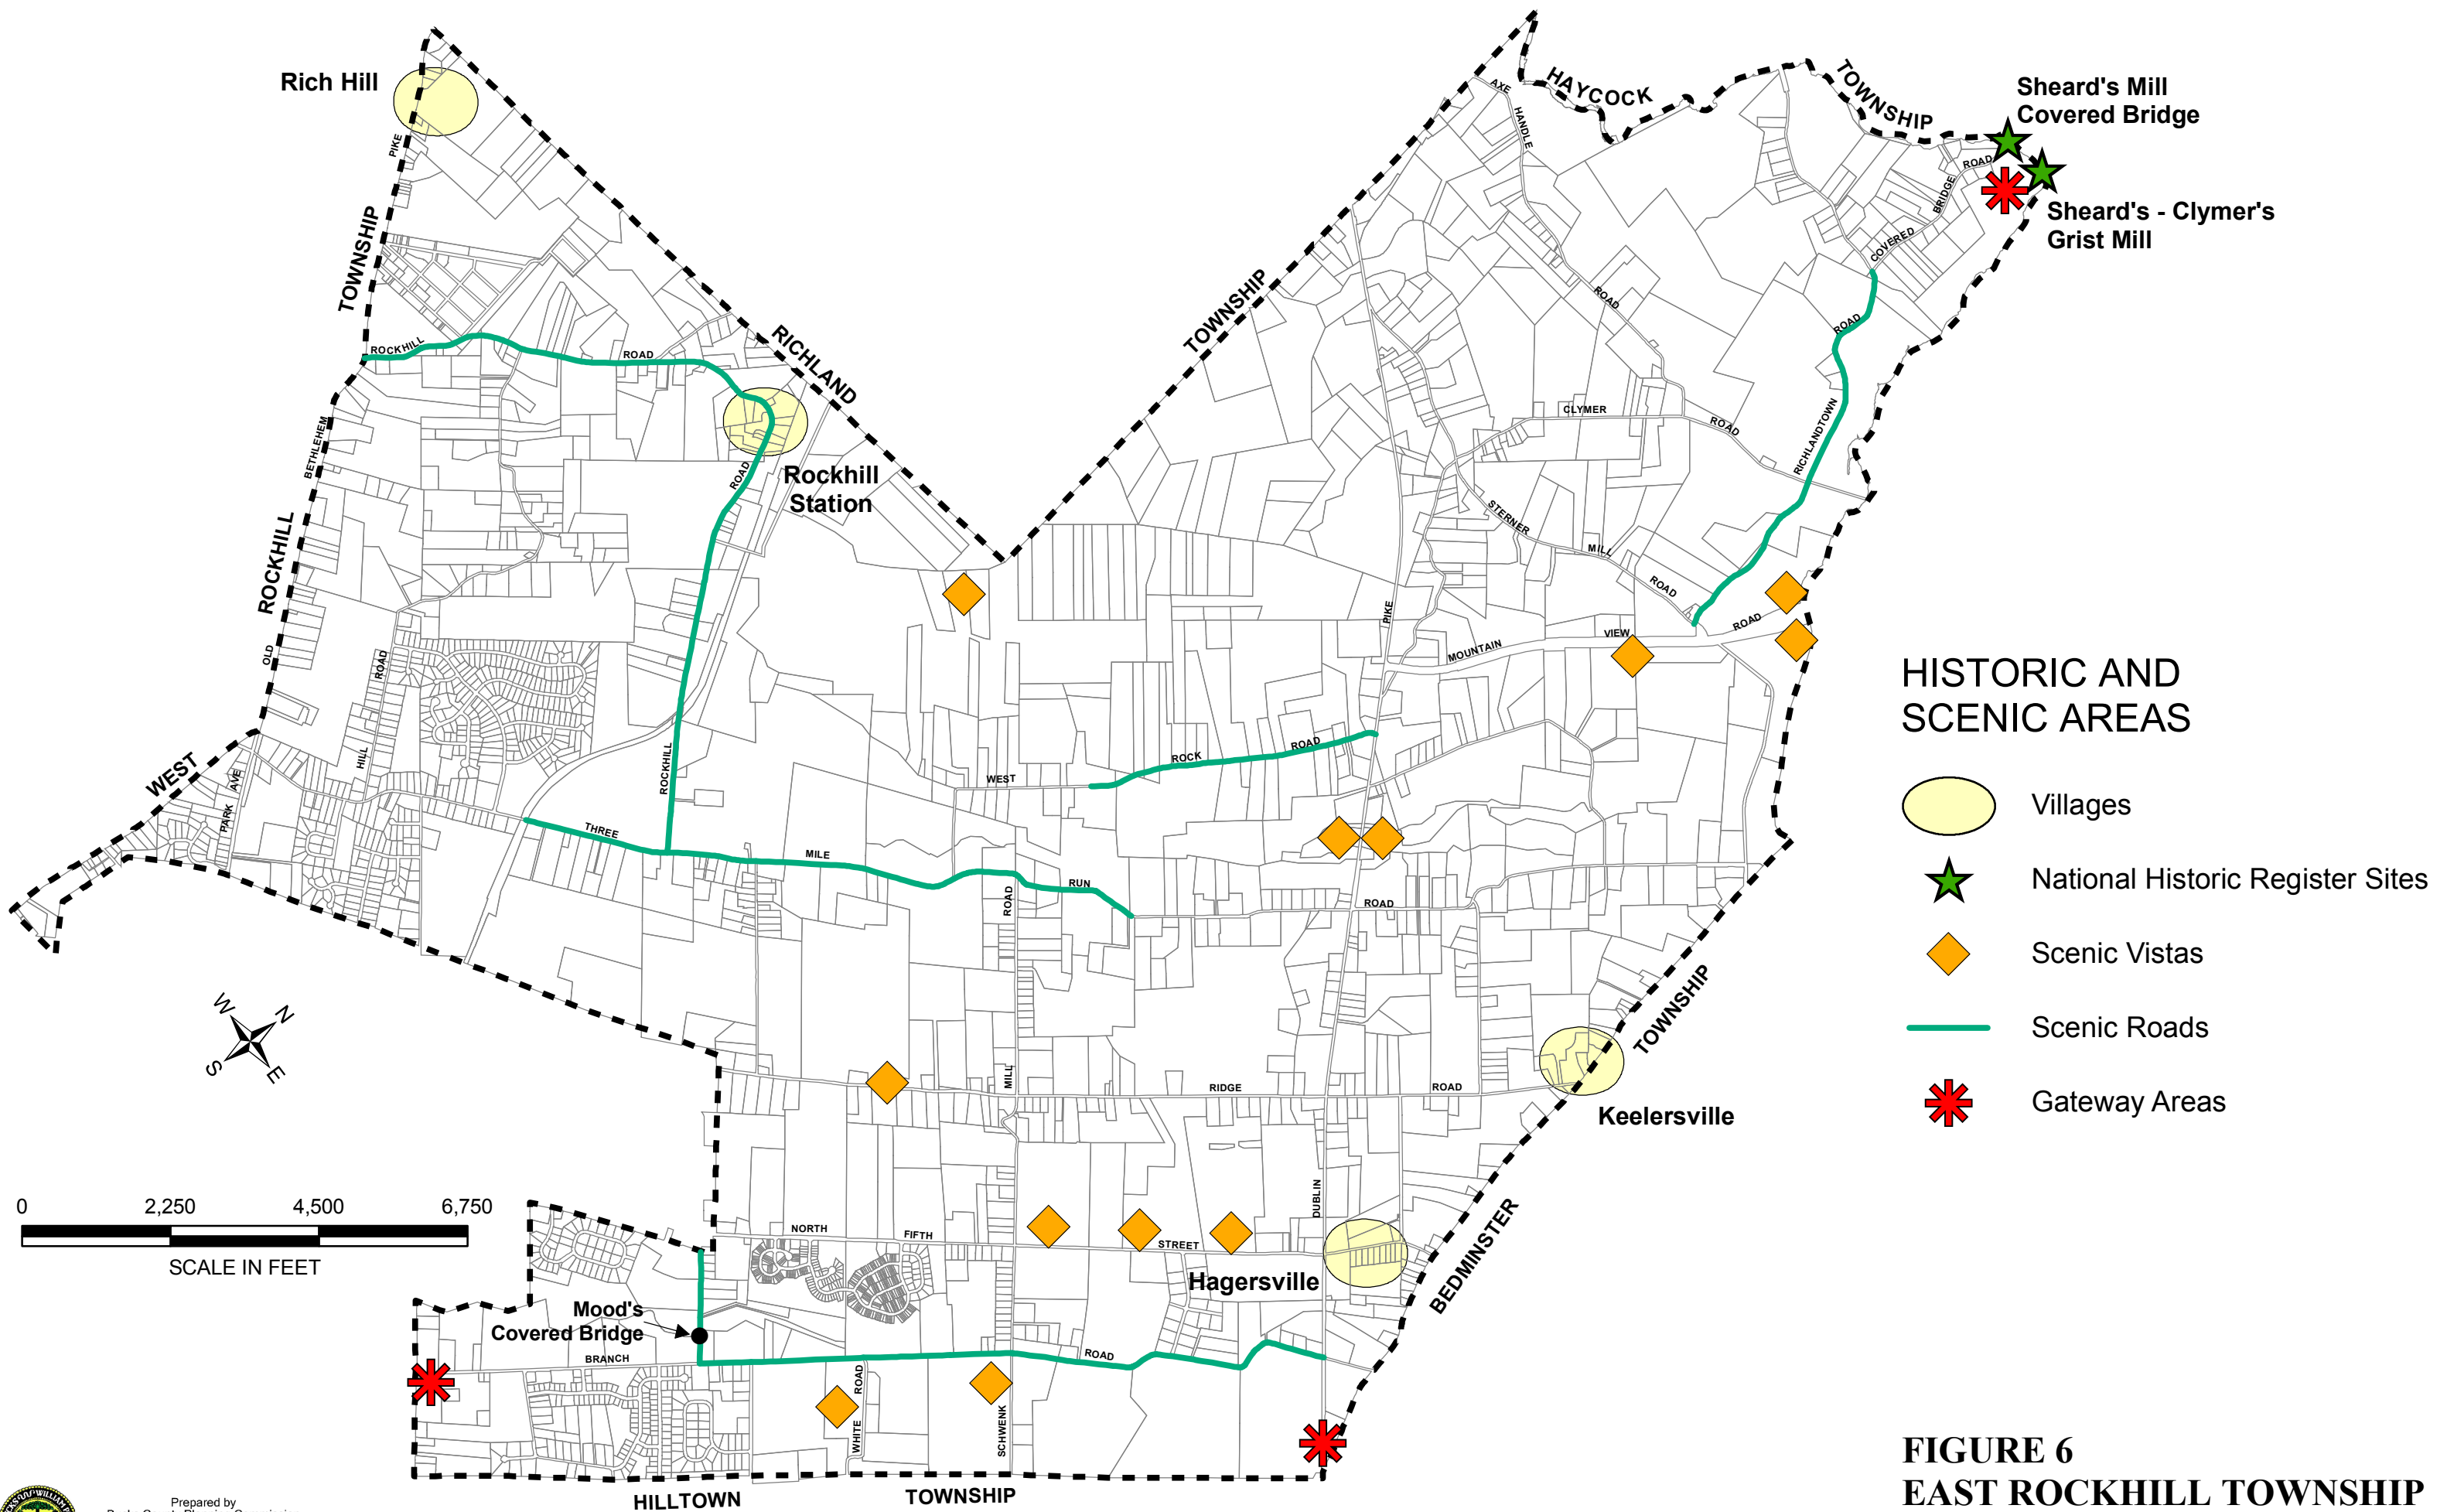 Rich Hill
PIKE
TOWNSHIP
ROCKHILL
ROAD
RICHLAND
Rockhill
Station
ROAD
BETHLEHEM
ROCKHILL
OLD
ROAD
HILL
WEST
PARK
AVE
ROCKHILL
THREE
MILE
RUN
ROAD
TOWNSHIP
HAYCOCK
TOWNSHIP
AXE
HANDLE
ROAD
Sheard's Mill
Covered Bridge
ROAD
BRIDGE
COVERED
Sheard's - Clymer's
Grist Mill
ROAD
RICHLANDTOWN
CLYMER
ROAD
STERNER
MILL
ROAD
PIKE
MOUNTAIN
VIEW
ROAD
WEST
ROCK
ROAD
ROAD
MILL
RIDGE
ROAD
TOWNSHIP
Keelersville
BEDMINSTER
DUBLIN
NORTH
FIFTH
STREET
Hagersville
Mood's
Covered Bridge
BRANCH
ROAD
ROAD
WHITE
SCHWENK
HILLTOWN
TOWNSHIP
W
N
S
E
0
2,250
4,500
6,750
SCALE IN FEET
HISTORIC AND
SCENIC AREAS
Villages
National Historic Register Sites
Scenic Vistas
Scenic Roads
Gateway Areas
Prepared by
FIGURE 6
EAST ROCKHILL TOWNSHIP